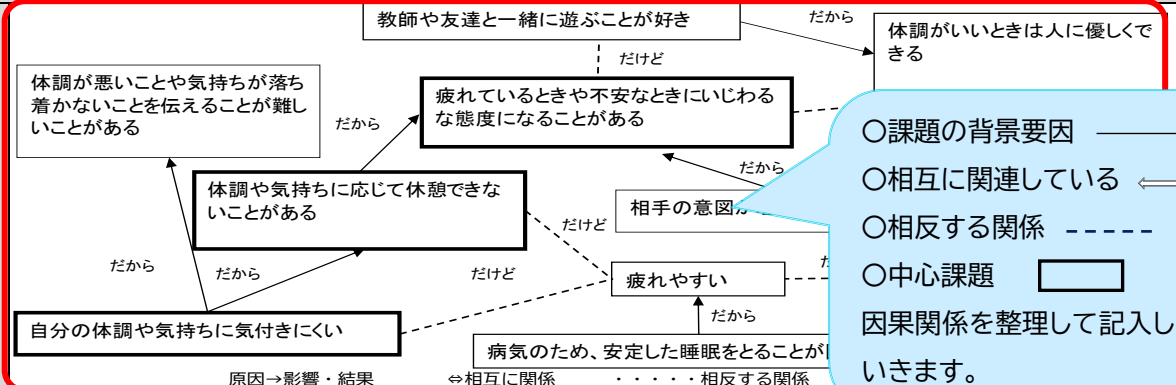 教師や友達と一緒に遊ぶことが好き
だから
体調がいいときは人に優しくで
きる
だけど
体調が悪いことや気持ちが落ち
着かないことを伝えることが難し
いことがある
疲れているときや不安なときにいじわる
な態度になることがある
だから
だから
体調や気持ちに応じて休憩できな
いことがある
相手の意図が
だけど
だから
だから
だけど
疲れやすい
だから
自分の体調や気持ちに気付きにくい
病気のため、安定した睡眠をとることが
原因→影響・結果
⇔相互に関係
・・・・・相反する関係
〇課題の背景要因
〇相互に関連している
〇相反する関係
〇中心課題
因果関係を整理して記入し
いきます。